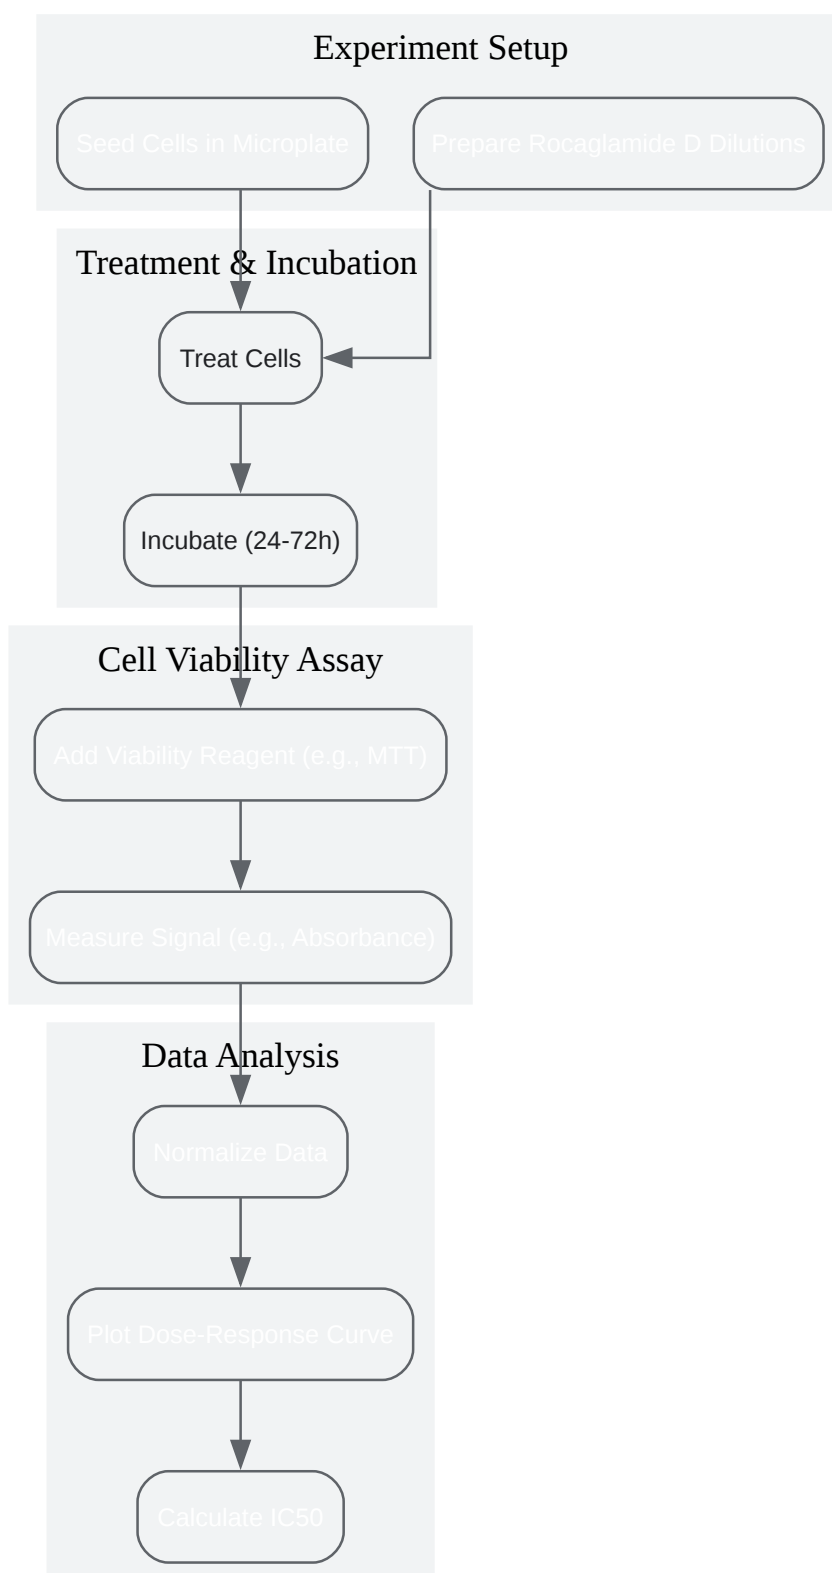 Experiment Setup
Seed Cells in Microplate
Prepare Rocaglamide D Dilutions
Treatment & Incubation
Treat Cells
Incubate (24-72h)
Cell Viability Assay
Add Viability Reagent (e.g., MTT)
Measure Signal (e.g., Absorbance)
Data Analysis
Normalize Data
Plot Dose-Response Curve
Calculate IC50